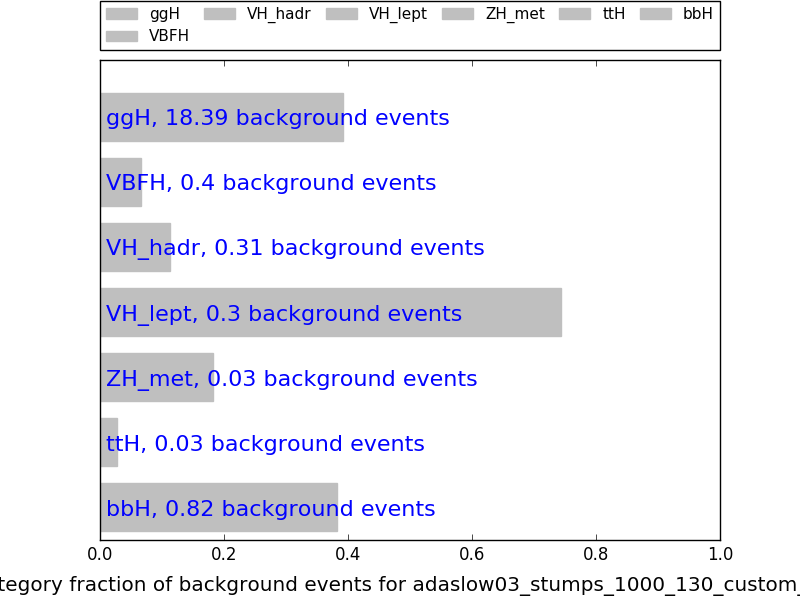 ggH VH_hadr VH_lept ZH_met ttH bbH
VBFH
ggH, 18.39 background events
VBFH, 0.4 background events
VH_hadr, 0.31 background events
VH_lept, 0.3 background events
ZH_met, 0.03 background events
ttH, 0.03 background events
bbH, 0.82 background events
0.0 0.2 0.4 0.6 0.8 1.0
tegory fraction of background events for adaslow03_stumps_1000_130_custom_